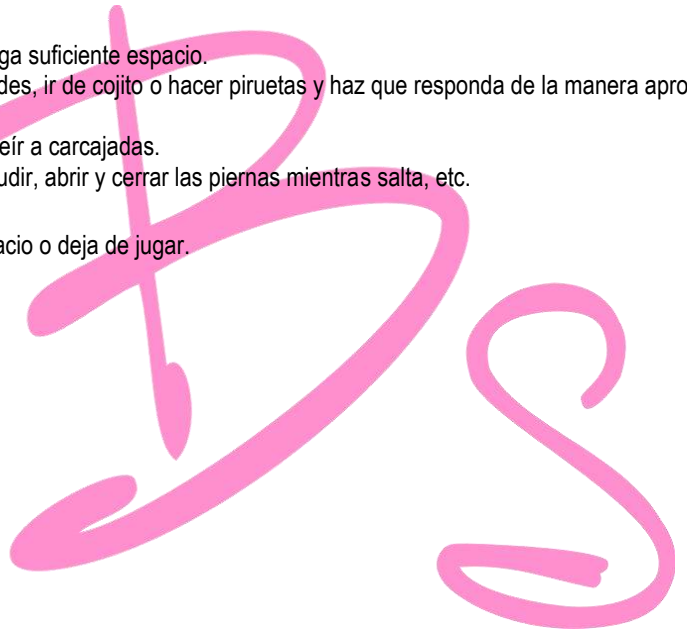 ga suficiente espacio.
des, ir de cojito o hacer piruetas y haz que responda de la manera apro
eír a carcajadas.
udir, abrir y cerrar las piernas mientras salta, etc.
acio o deja de jugar.
BS